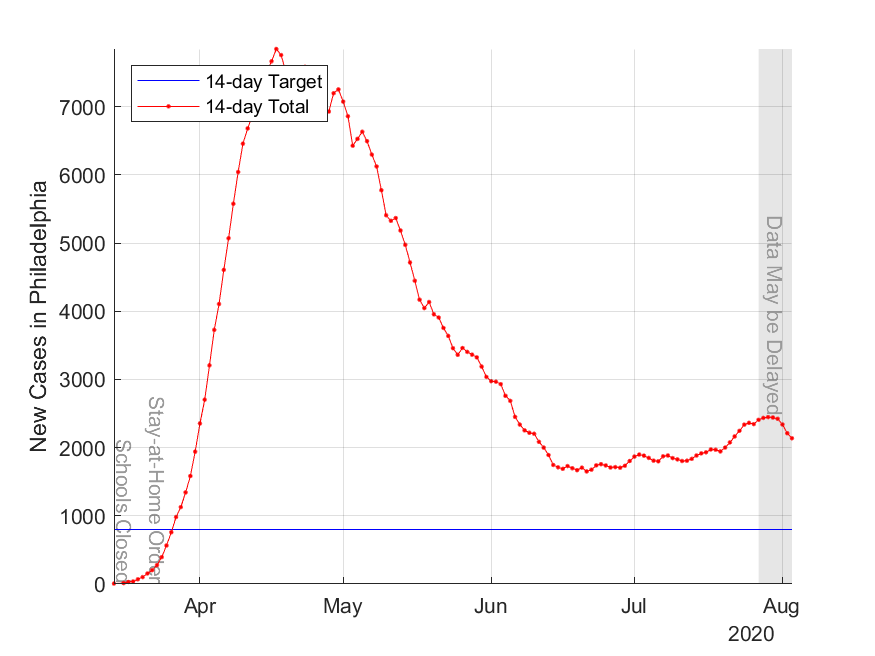 14-day Target
14-day Total
New Cases in Philadelphia
7000
6000
5000
4000
3000
2000
1000
0
Schools Closed
Stay-at-Home Order
Data May be Delayed
Apr
May
Jun
Jul
Aug
2020